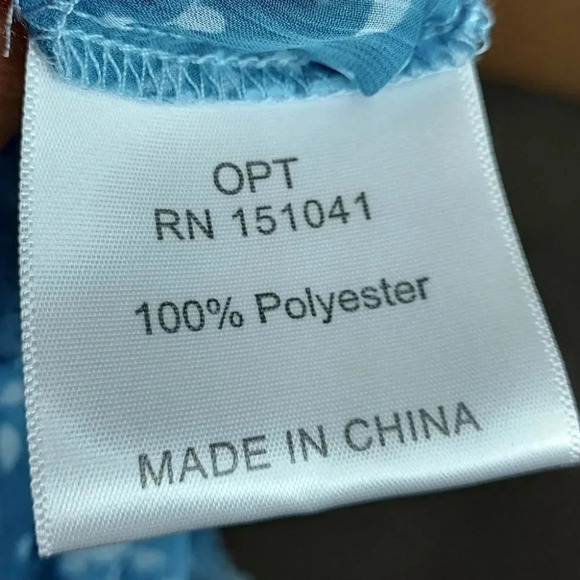 OPT
RN 151041
100% Polyester
MADE IN CHINA